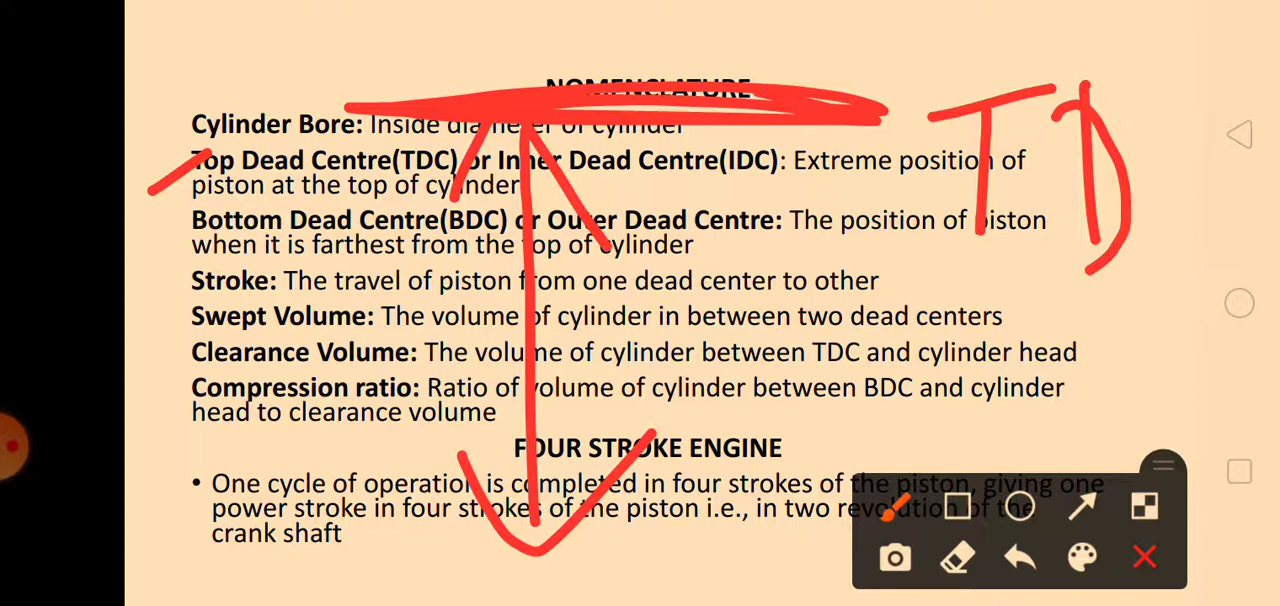 NOMENCLATURE
Cylinder Bore: Inside diameter of cylinder
Top Dead Centre(TDC) or Inner Dead Centre(IDC): Extreme position of
piston at the top of cylinder
Bottom Dead Centre(BDC) or Outer Dead Centre: The position of piston
when it is farthest from the top of cylinder
Stroke: The travel of piston from one dead center to other
Swept Volume: The volume of cylinder in between two dead centers
Clearance Volume: The volume of cylinder between TDC and cylinder head
Compression ratio: Ratio of volume of cylinder between BDC and cylinder
head to clearance volume
FOUR STROKE ENGINE
• One cycle of operation is completed in four strokes of the piston, giving one
power stroke in four strokes of the piston i.e., in two revolution of the
crank shaft
TD